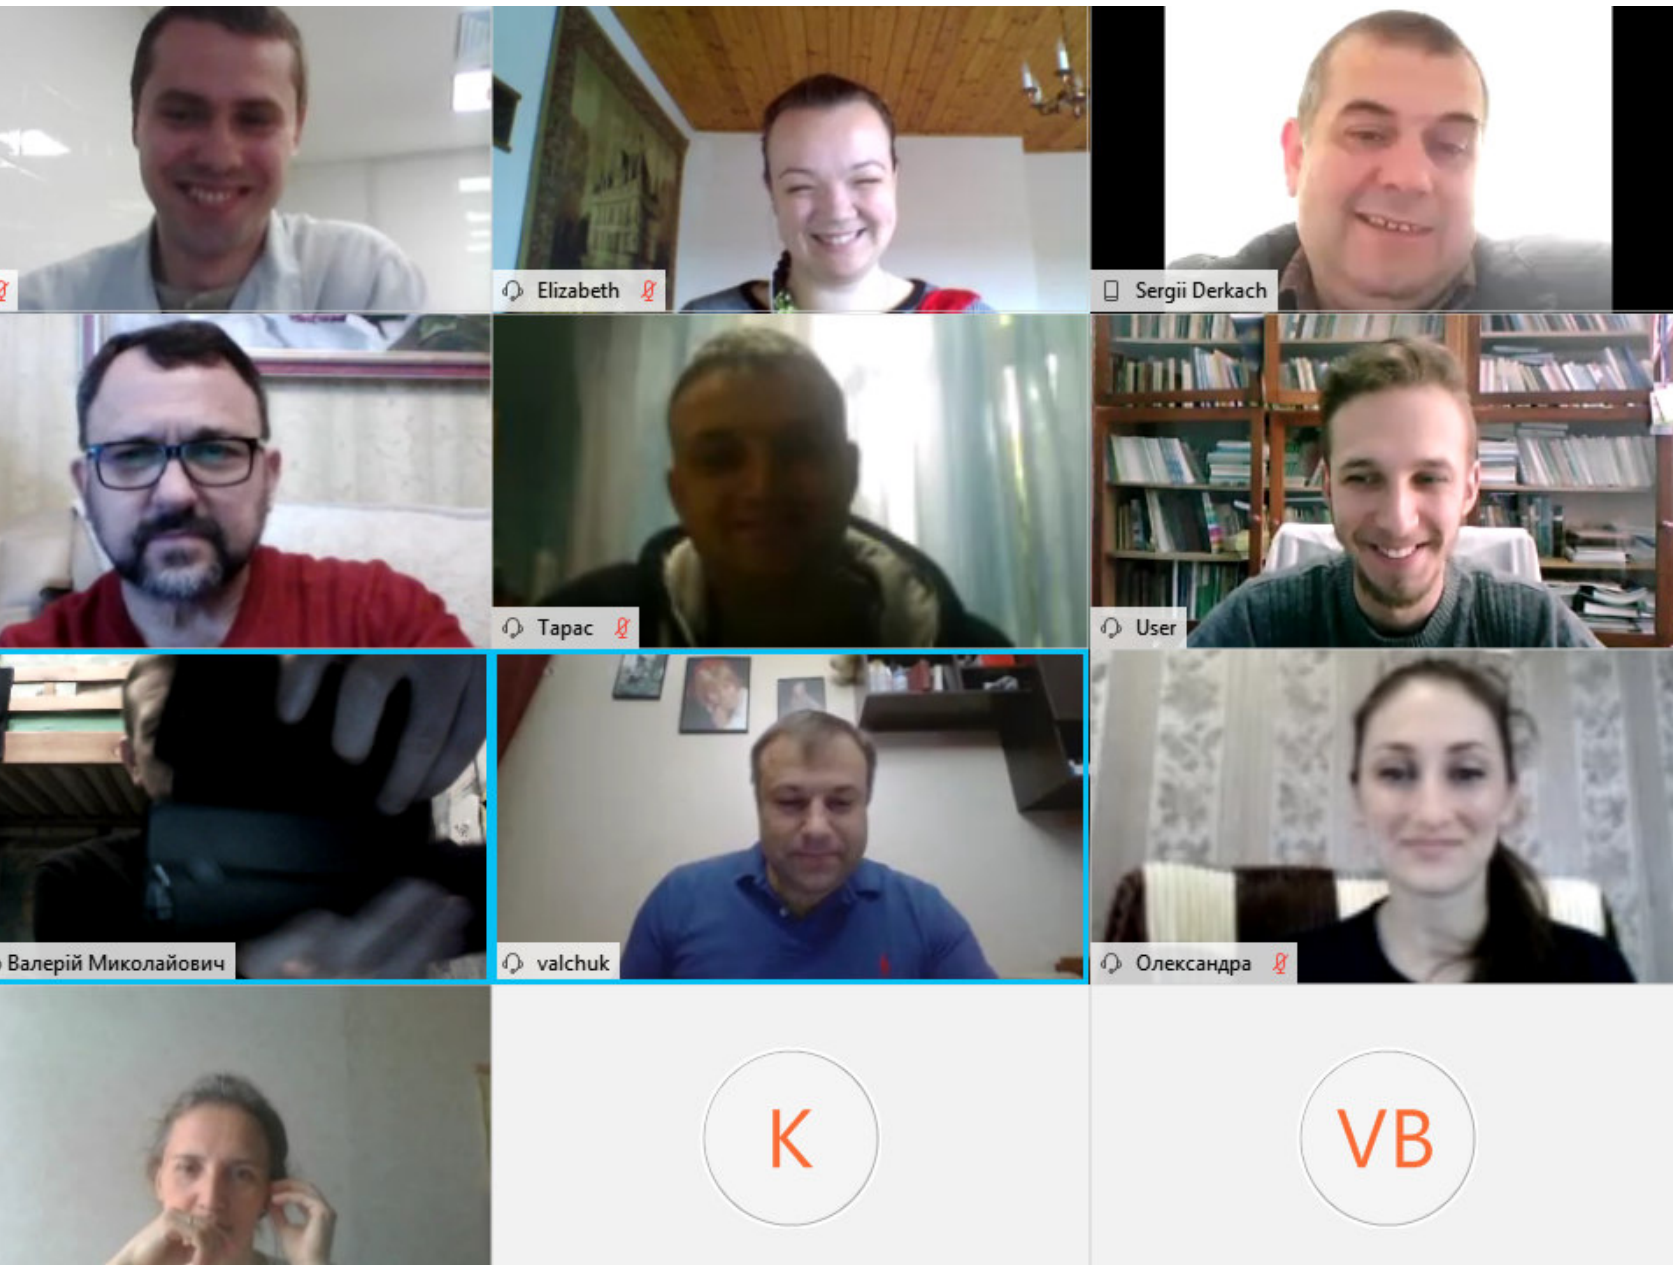 Elizabeth
Sergii Derkach
Тарас
User
Валерій Миколайович
valchuk
Олександра
K
VB